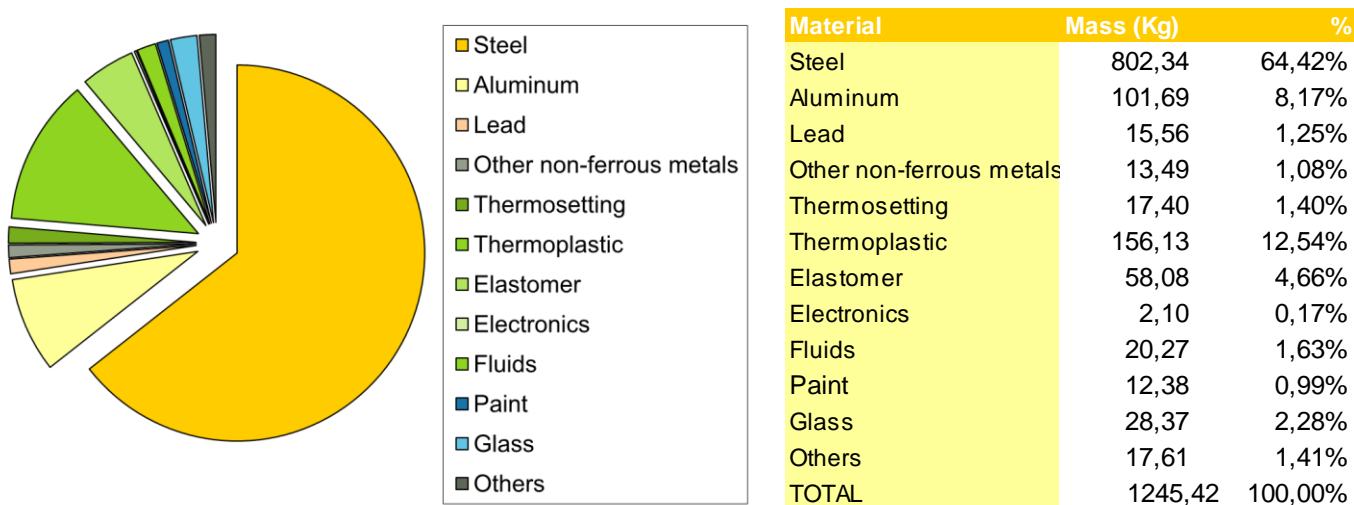 Steel
Aluminum
Lead
Other non-ferrous metals
Thermosetting
Thermoplastic
Elastomer
Electronics
Fluids
Paint
Glass
Others
Material Mass (Kg) %
Steel 802,34 64,42%
Aluminum 101,69 8,17%
Lead 15,56 1,25%
Other non-ferrous metals 13,49 1,08%
Thermosetting 17,40 1,40%
Thermoplastic 156,13 12,54%
Elastomer 58,08 4,66%
Electronics 2,10 0,17%
Fluids 20,27 1,63%
Paint 12,38 0,99%
Glass 28,37 2,28%
Others 17,61 1,41%
TOTAL 1245,42 100,00%